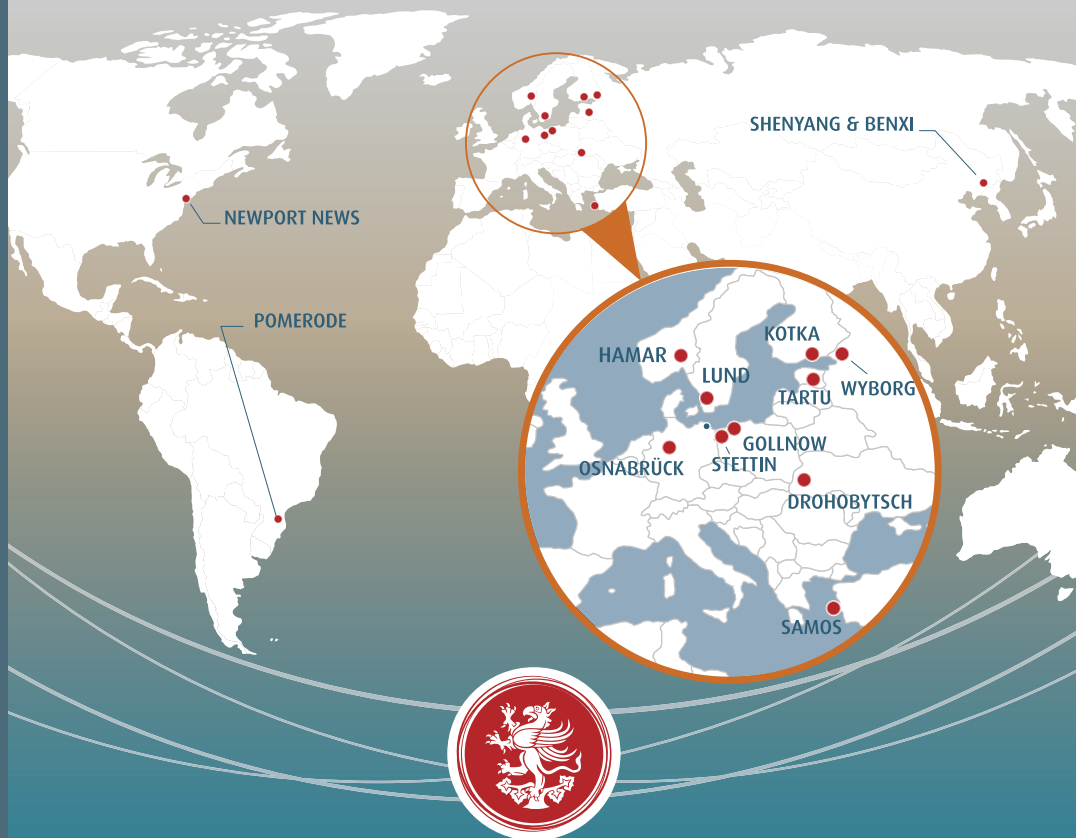 SHENYANG & BENXI
NEWPORT NEWS
POMERODE
KOTKA
HAMAR
LUND
WYBORG
TARTU
GOLLNOW
OSNABRÜCK
STETTIN
DROHOBYTSCH
SAMOS